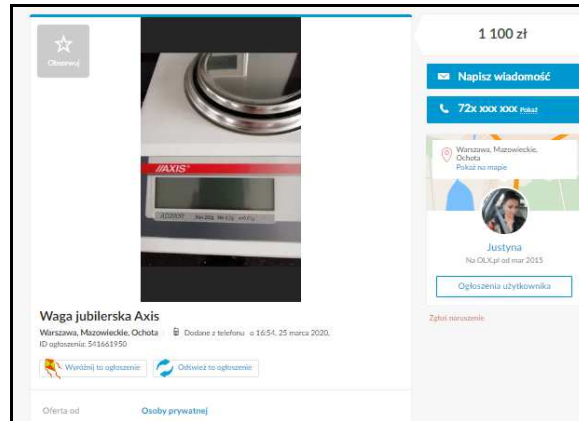 Obserwuj
//AXIS®
AD200R
1 100 zł
Napisz wiadomość
72x xxx xxx Pokaż
Warszawa, Mazowieckie,
Ochota
Pokaż na mapie
Justyna
Na OLX.pl od mar 2015
Ogłoszenia użytkownika
Zgłoś naruszenie
Waga jubilerska Axis
Warszawa, Mazowieckie, Ochota Dodane z telefonu o 16:54, 25 marca 2020,
ID ogłoszenia: 541661950
Wyróżnij to ogłoszenie
Odśwież to ogłoszenie
Oferta od Osoby prywatnej